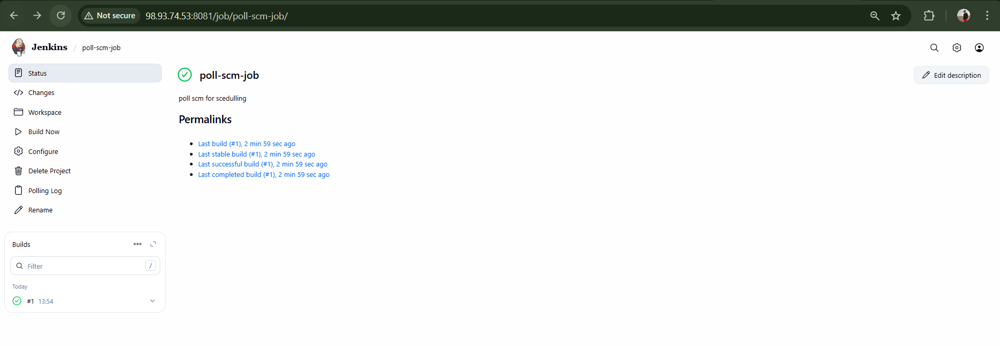 Not secure 98.93.74.53:8081/job/poll-scm-job/
Jenkins / poll-scm-job
Status
Changes
Workspace
Build Now
Configure
Delete Project
Polling Log
Rename
Builds
Filter /
Today
#1 13:54
poll-scm-job
Edit description
poll scm for scedulling
Permalinks
Last build (#1), 2 min 59 sec ago
Last stable build (#1), 2 min 59 sec ago
Last successful build (#1), 2 min 59 sec ago
Last completed build (#1), 2 min 59 sec ago